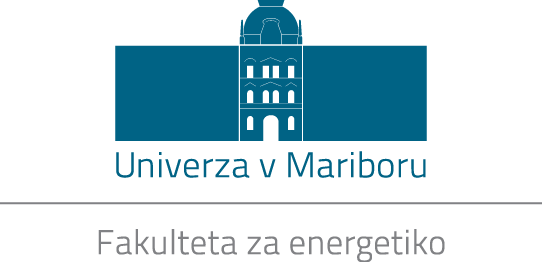 Univerza v Mariboru
Fakulteta za energetiko